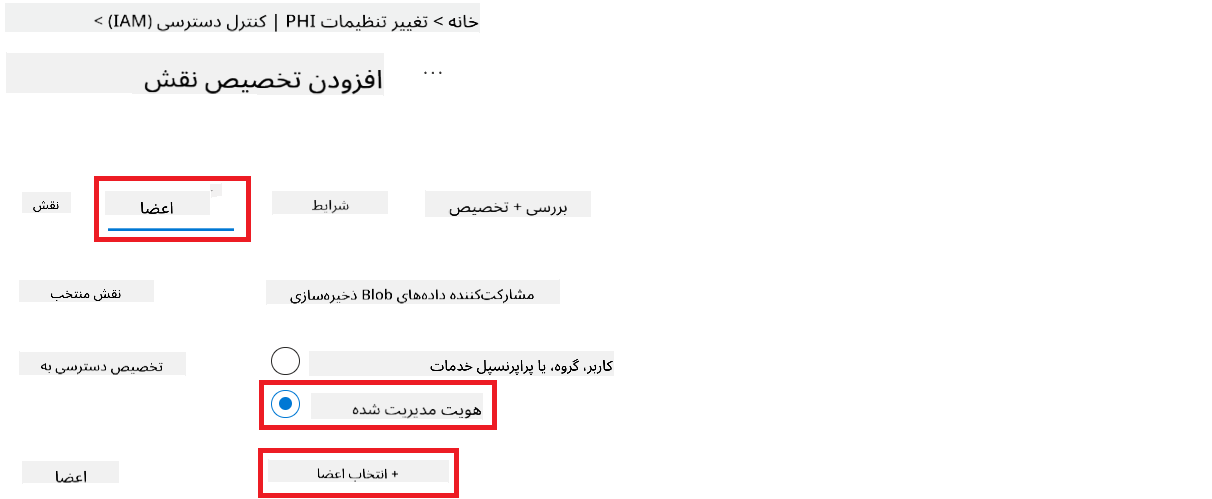 خانه > تغییر تنظیمات PHI | کنترل دسترسی (IAM) >
افزودن تخصیص نقش ...
نقش
اعضا
شرایط
بررسی + تخصیص
نقش منتخب
مشارکت‌کننده داده‌های Blob ذخیره‌سازی
تخصیص دسترسی به
کاربر، گروه، یا پراپرنسپل خدمات
هویت مدیریت شده
اعضا
+ انتخاب اعضا